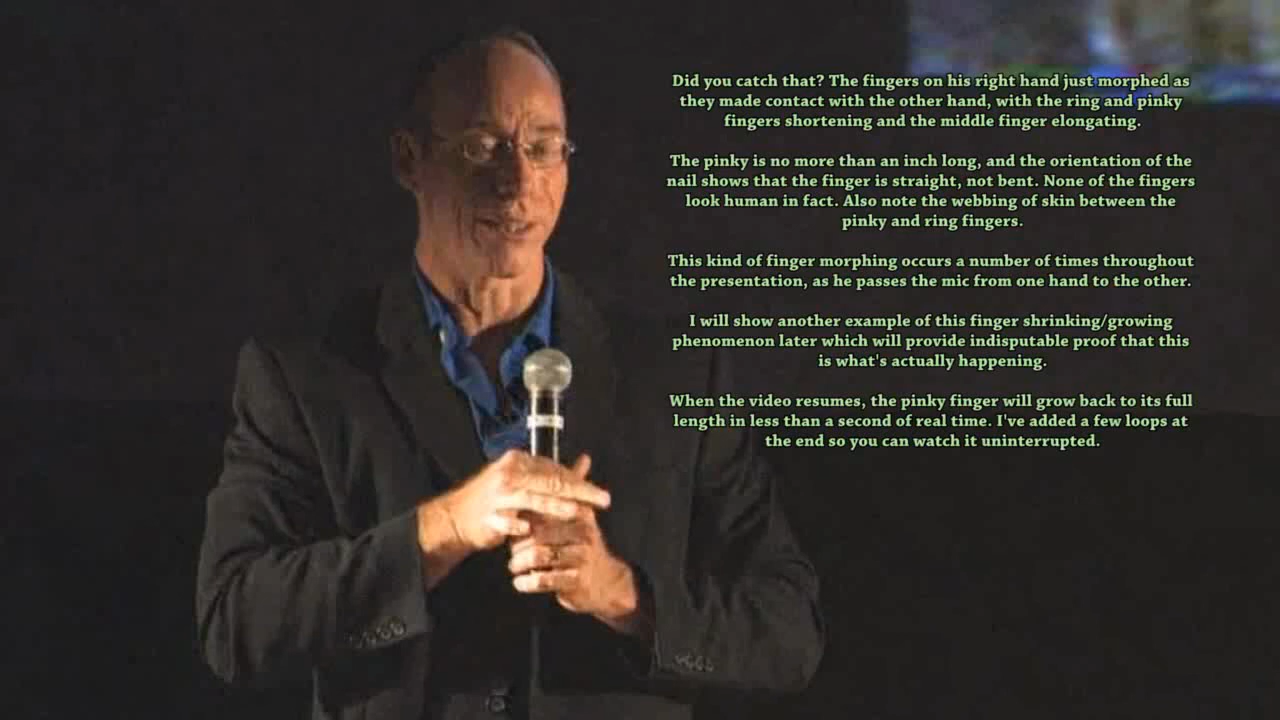 Did you catch that? The fingers on his right hand just morphed as
they made contact with the other hand, with the ring and pinky
fingers shortening and the middle finger elongating.
The pinky is no more than an inch long, and the orientation of the
nail shows that the finger is straight, not bent. None of the fingers
look human in fact. Also note the webbing of skin between the
pinky and ring fingers.
This kind of finger morphing occurs a number of times throughout
the presentation, as he passes the mic from one hand to the other.
I will show another example of this finger shrinking/growing
phenomenon later which will provide indisputable proof that this
is what's actually happening.
When the video resumes, the pinky finger will grow back to its full
length in less than a second of real time. I've added a few loops at
the end so you can watch it uninterrupted.